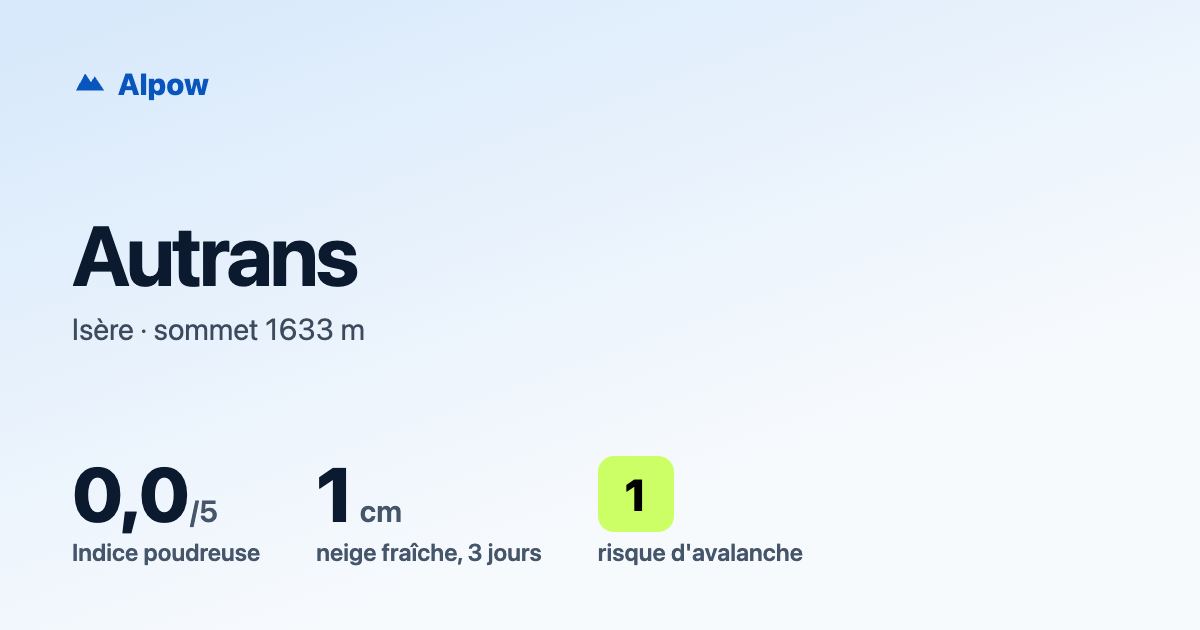 Alpow
Autrans
Isère · sommet 1633 m
0,0/5
Indice poudreuse
1 cm
neige fraîche, 3 jours
1
risque d'avalanche